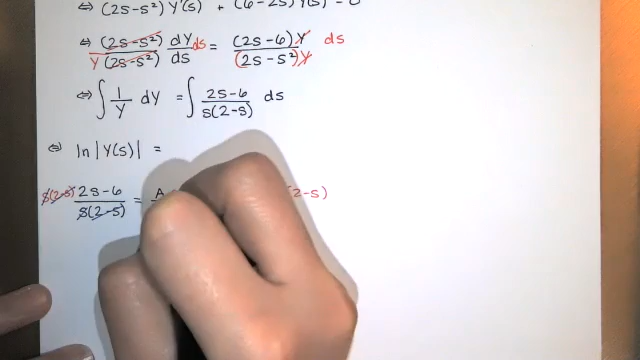 ⇔ (2s-s²) Y'(s) + (6-2s) Y(s) = 0
⇔ (2s-s²) dY ds / Y (2s-s²) ds = (2s-6) Y / (2s-s²) Y ds
⇔ ∫ 1/Y dY = ∫ 2s-6 / s(2-s) ds
⇔ ln |Y(s)| =
s(2-s) 2s-6 / s(2-s) = A (2-s)